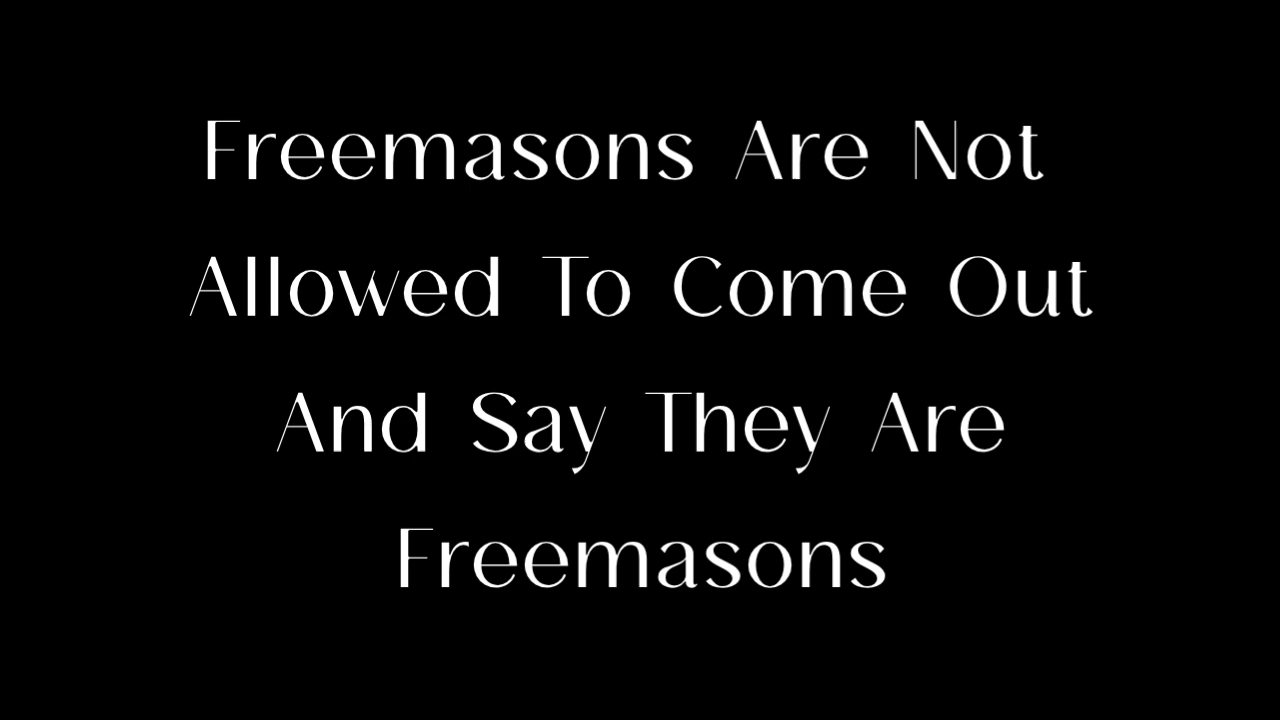 Freemasons Are Not
Allowed To Come Out
And Say They Are
Freemasons